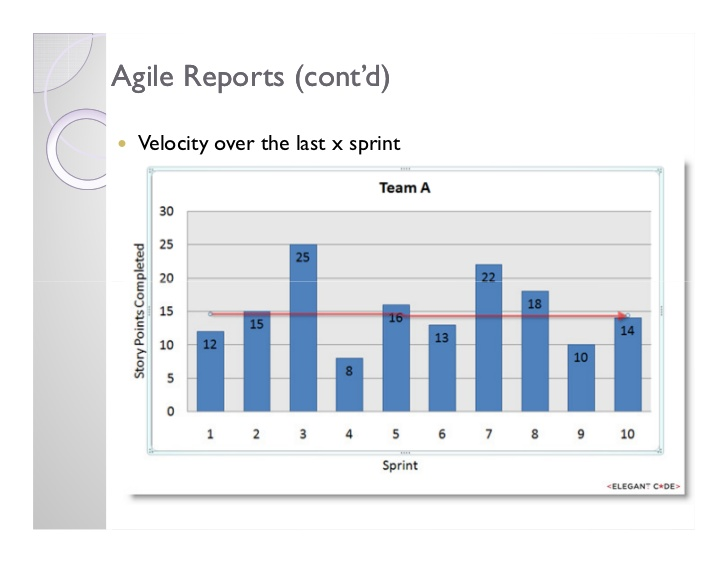 Agile Reports (cont’d)
• Velocity over the last x sprint
Team A
Story Points Completed
30
25
20
15
10
5
0
12
15
25
8
16
13
22
18
10
14
1 2 3 4 5 6 7 8 9 10
Sprint
<ELEGANT C*DE>